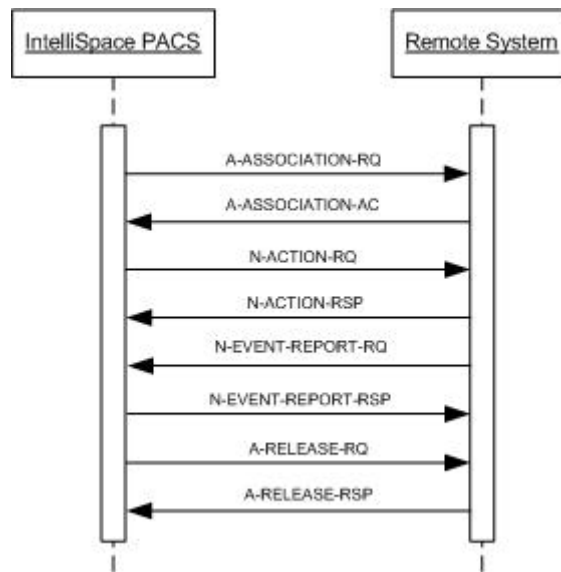 IntelliSpace PACS
Remote System
A-ASSOCIATION-RQ
A-ASSOCIATION-AC
N-ACTION-RQ
N-ACTION-RSP
N-EVENT-REPORT-RQ
N-EVENT-REPORT-RSP
A-RELEASE-RQ
A-RELEASE-RSP